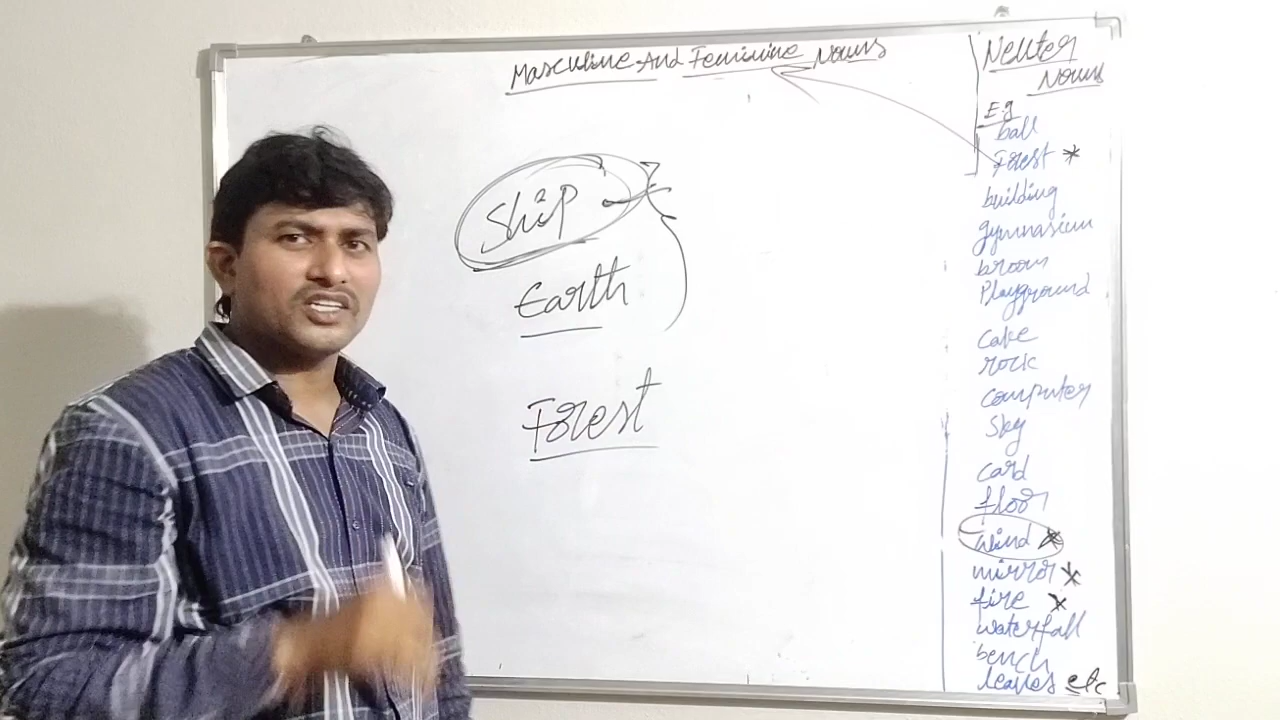 Masculine And Feminine Nouns
Ship
Earth
Forest
Neuter
Nouns
E.g
ball
Forest *
building
gymnasium
broom
Playground
Cake
rock
computer
Sky
card
floor
wind *
mirror *
fire *
waterfall
bench
leaves etc